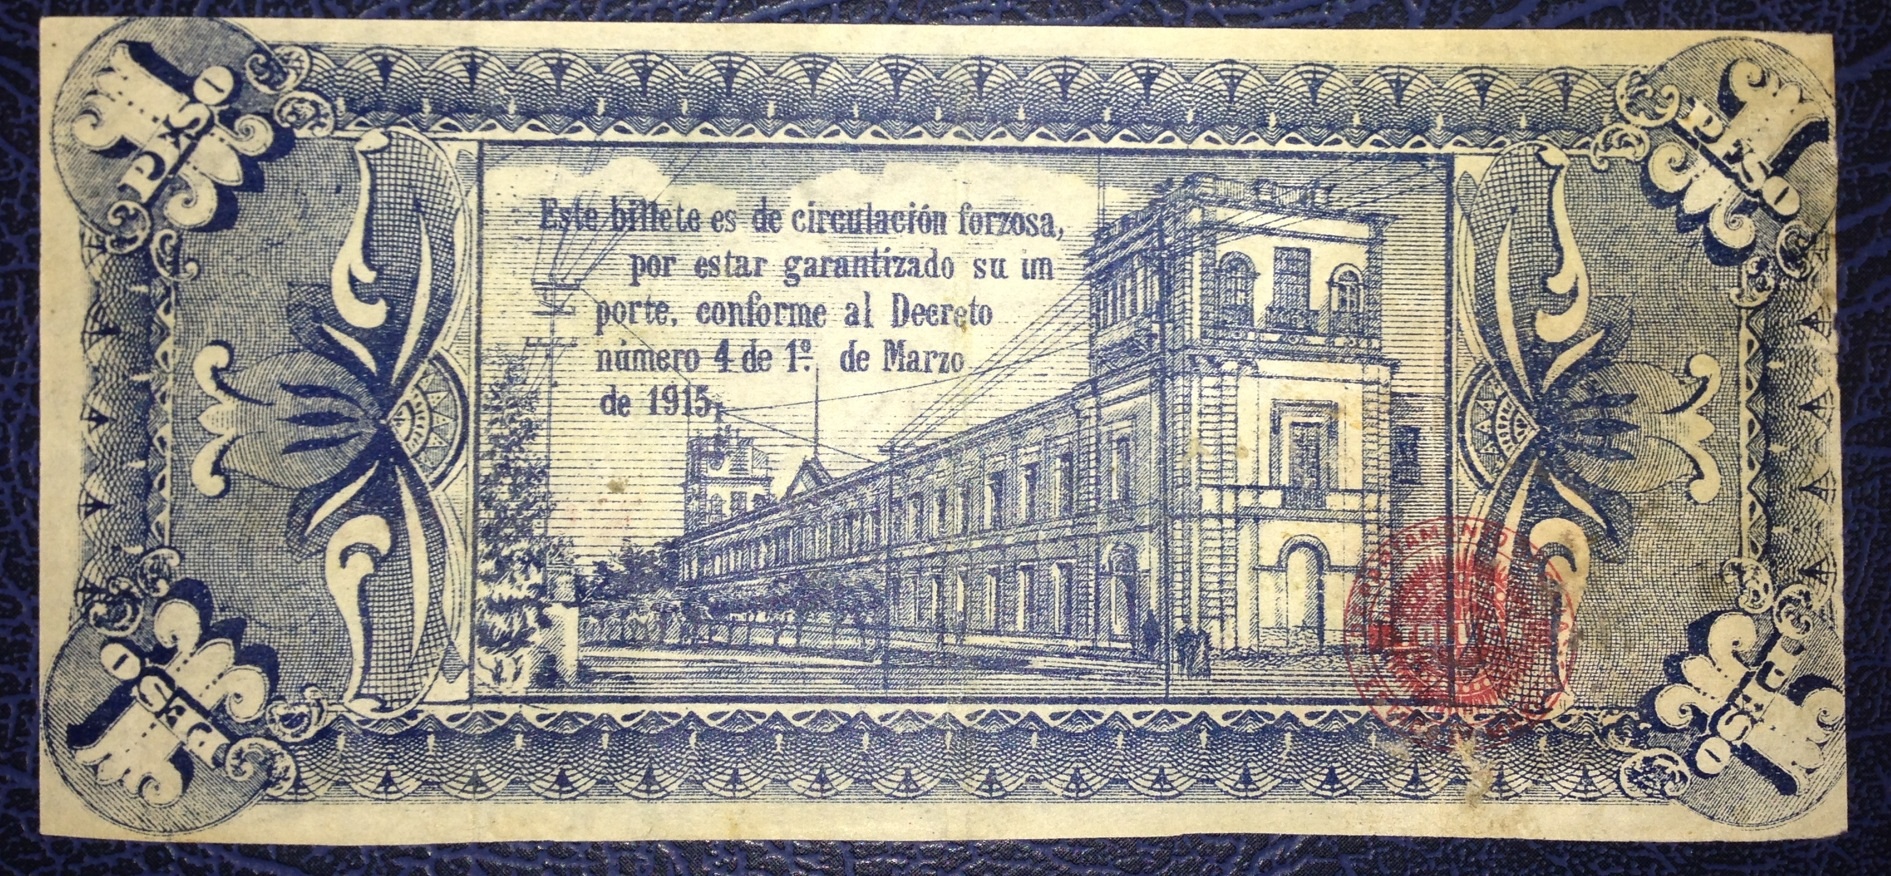 1 PESO
1 PESO
Este billete es de circulación forzosa,
por estar garantizado su im
porte, conforme al Decreto
número 4 de 1º. de Marzo
de 1915.
1 PESO
1 PESO